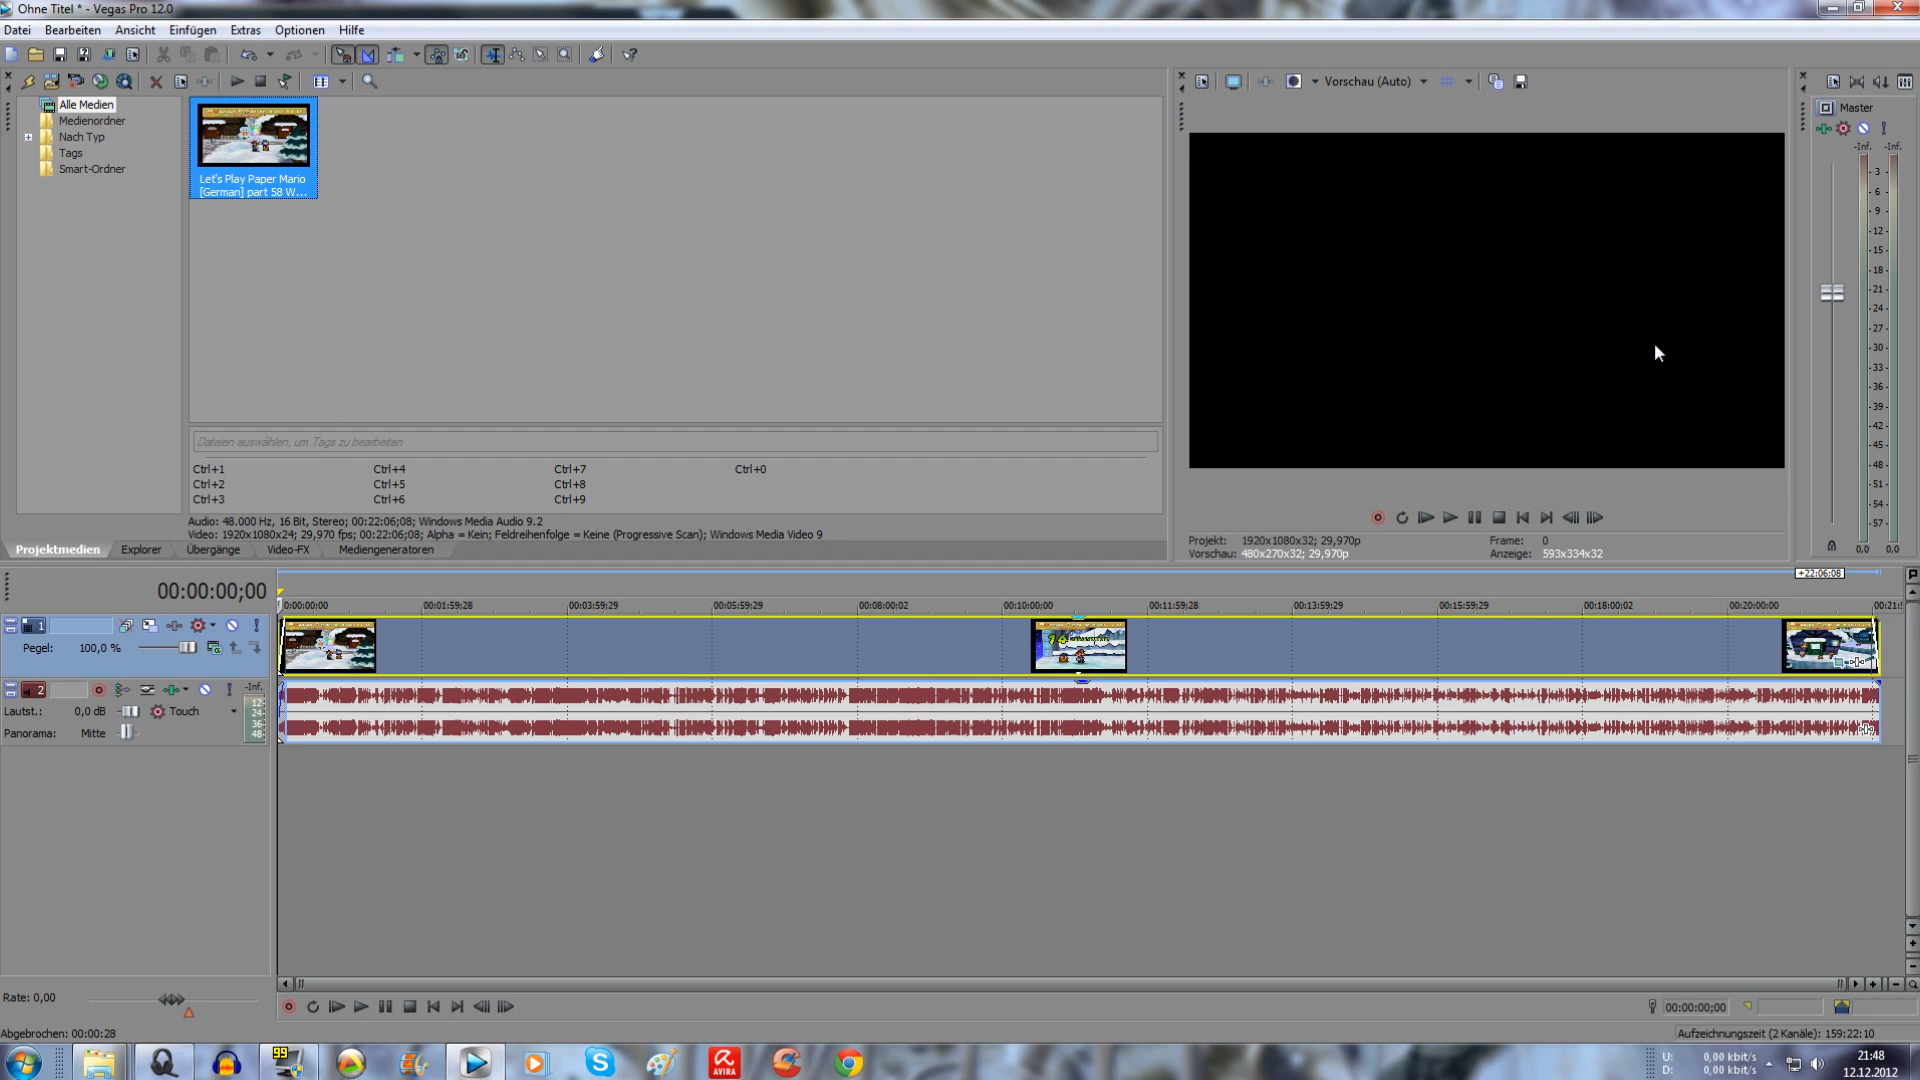 Ohne Titel * - Vegas Pro 12.0
Datei Bearbeiten Ansicht Einfügen Extras Optionen Hilfe
Alle Medien
Medienordner
Nach Typ
Tags
Smart-Ordner
Let's Play Paper Mario
[German] part 58 W...
Dateien auswählen, um Tags zu bearbeiten
Ctrl+1 Ctrl+4 Ctrl+7 Ctrl+0
Ctrl+2 Ctrl+5 Ctrl+8
Ctrl+3 Ctrl+6 Ctrl+9
Audio: 48.000 Hz, 16 Bit, Stereo; 00:22:06;08; Windows Media Audio 9.2
Video: 1920x1080x24; 29,970 fps; 00:22:06;08; Alpha = Kein; Feldreihenfolge = Keine (Progressive Scan); Windows Media Video 9
Projektmedien Explorer Übergänge Video-FX Mediengeneratoren
Vorschau (Auto)
Projekt: 1920x1080x32; 29,970p Frame: 0
Vorschau: 480x270x32; 29,970p Anzeige: 593x334x32
Master
-Inf. -Inf.
- 3 -
- 6 -
- 9 -
-12-
-15-
-18-
-21-
-24-
-27-
-30-
-33-
-36-
-39-
-42-
-45-
-48-
-51-
-54-
-57-
0,0 0,0
00:00:00;00
+22:06;08
0:00:00;00 00:01:59;28 00:03:59;29 00:05:59;29 00:08:00;02 00:10:00;00 00:11:59;28 00:13:59;29 00:15:59;29 00:18:00;02 00:20:00;00 00:21:5
1
Pegel: 100,0 %
2
-Inf.
12-
24-
36-
48-
Lautst.: 0,0 dB Touch
Panorama: Mitte
Rate: 0,00
00:00:00;00
Abgebrochen: 00:00:28
Aufzeichnungszeit (2 Kanäle): 159:22:10
99
AVIRA
U: 0,00 kbit/s
D: 0,00 kbit/s
21:48
12.12.2012